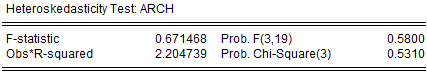 Heteroskedasticity Test: ARCH
F-statistic 0.671468 Prob. F(3,19) 0.5800
Obs*R-squared 2.204739 Prob. Chi-Square(3) 0.5310